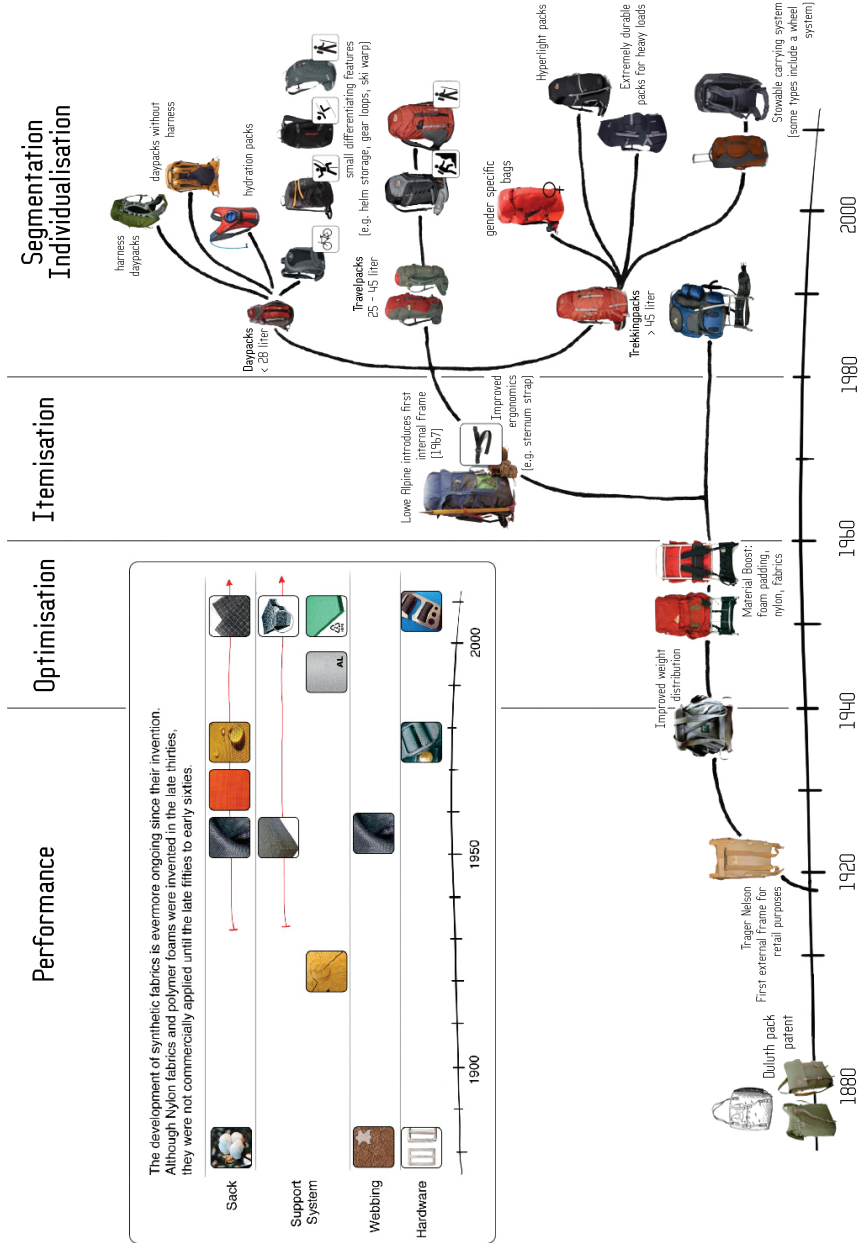 Performance
Optimisation
Itemisation
Segmentation
Individualisation
The development of synthetic fabrics is evermore ongoing since their invention.
Although Nylon fabrics and polymer foams were invented in the late thirties,
they were not commercially applied until the late fifties to early sixties.
Sack
Support
System
Webbing
Hardware
AL
1900
1950
2000
Duluth pack
patent
Trager Nelson
First external frame for
retail purposes
Improved weight
distribution
Material Boost:
foam padding,
nylon, fabrics
Lowe Alpine introduces first
internal frame
(1967)
Improved
ergonomics
(e.g. sternum strap)
Daypacks
< 28 liter
harness
daypacks
daypacks without
harness
hydration packs
small differentiating features
(e.g. helm storage, gear loops, ski warp)
Travelpacks
25 - 45 liter
Trekkingpacks
> 45 liter
gender specific
bags
Hyperlight packs
Extremely durable
packs for heavy loads
Stowable carrying system
(some types include a wheel
system)
1880
1920
1940
1960
1980
2000